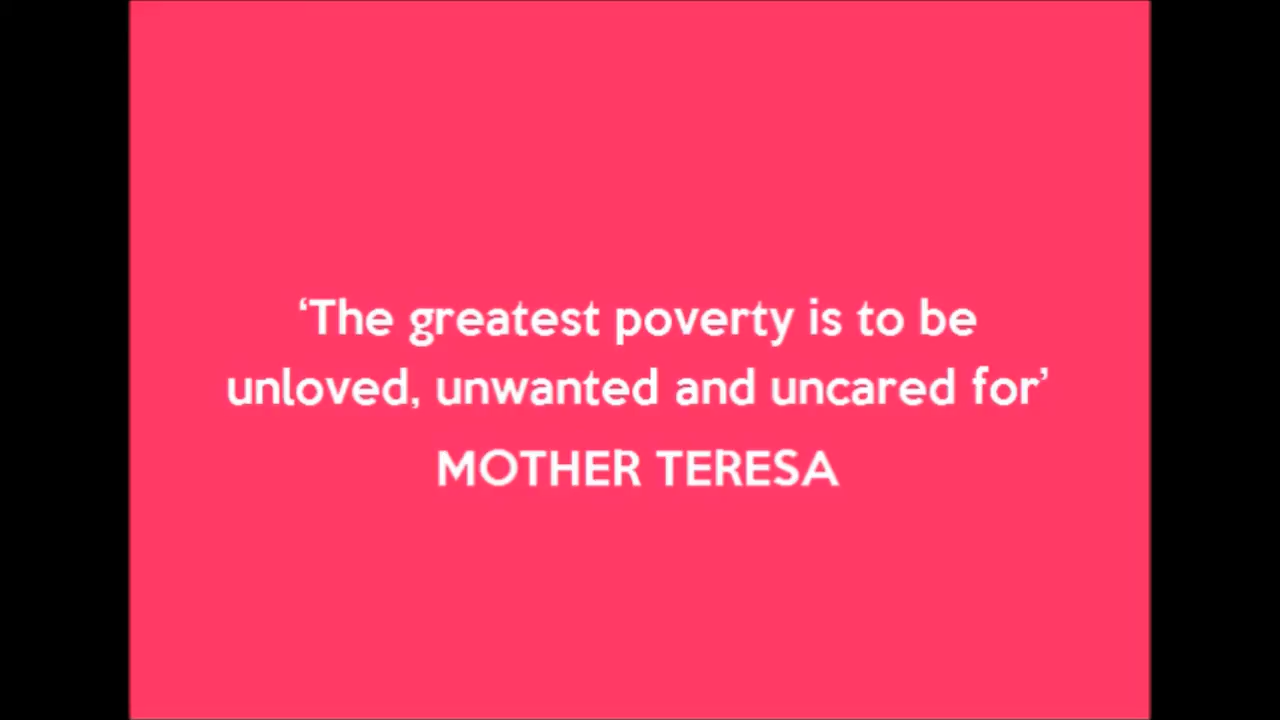 ‘The greatest poverty is to be
unloved, unwanted and uncared for’
MOTHER TERESA